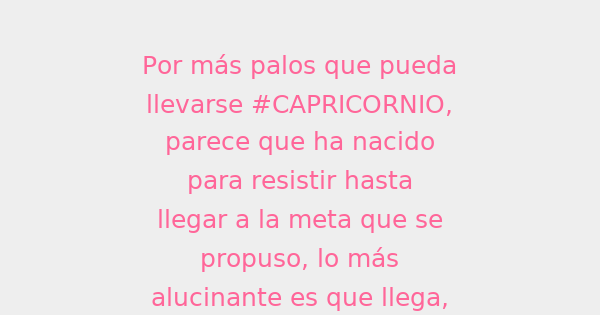 Por más palos que pueda
llevarse #CAPRICORNIO,
parece que ha nacido
para resistir hasta
llegar a la meta que se
propuso, lo más
alucinante es que llega,